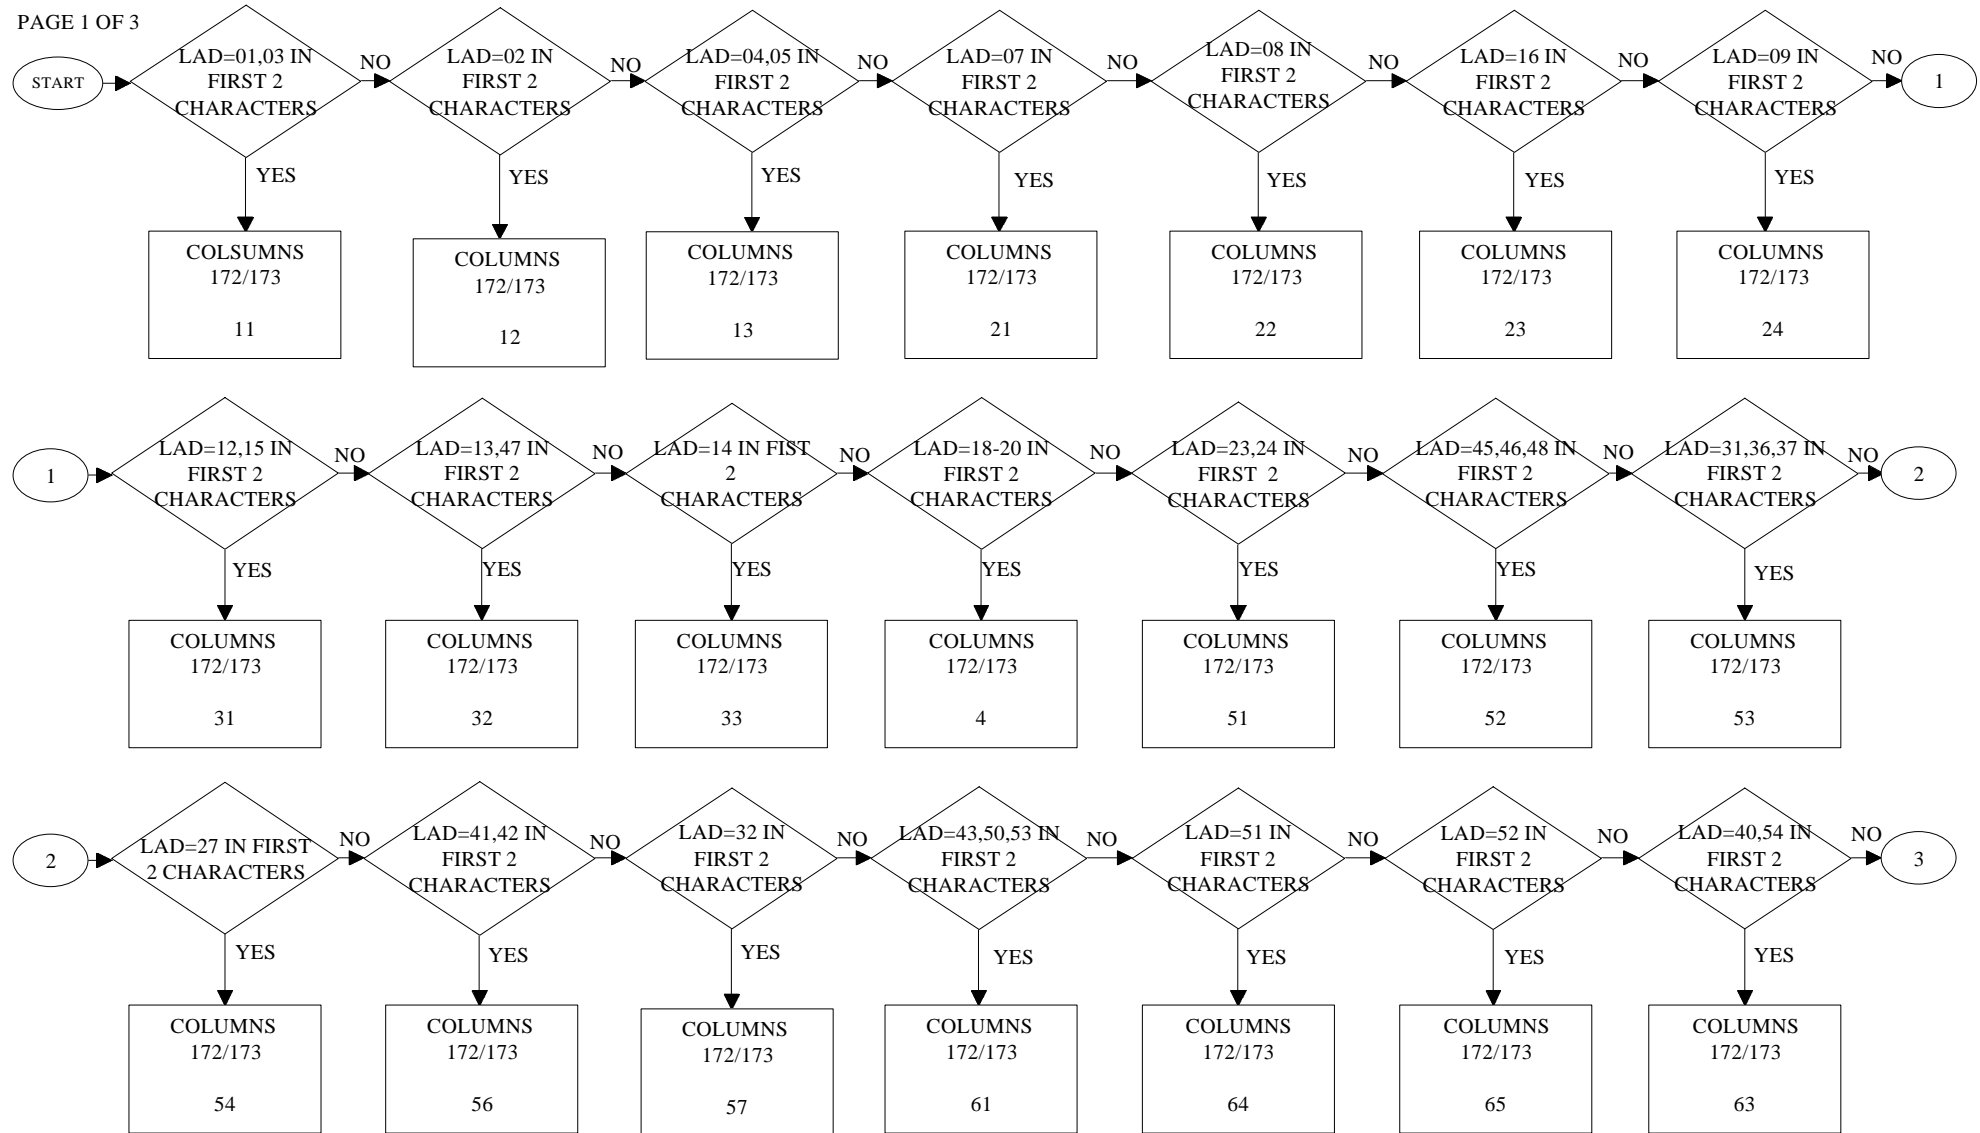 PAGE 1 OF 3
START
LAD=01,03 IN
FIRST 2
CHARACTERS
NO
YES
COLSUMNS
172/173
11
LAD=02 IN
FIRST 2
CHARACTERS
NO
YES
COLUMNS
172/173
12
LAD=04,05 IN
FIRST 2
CHARACTERS
NO
YES
COLUMNS
172/173
13
LAD=07 IN
FIRST 2
CHARACTERS
NO
YES
COLUMNS
172/173
21
LAD=08 IN
FIRST 2
CHARACTERS
NO
YES
COLUMNS
172/173
22
LAD=16 IN
FIRST 2
CHARACTERS
NO
YES
COLUMNS
172/173
23
LAD=09 IN
FIRST 2
CHARACTERS
NO
YES
COLUMNS
172/173
24
1
1
LAD=12,15 IN
FIRST 2
CHARACTERS
NO
YES
COLUMNS
172/173
31
LAD=13,47 IN
FIRST 2
CHARACTERS
NO
YES
COLUMNS
172/173
32
LAD=14 IN FIST
2
CHARACTERS
NO
YES
COLUMNS
172/173
33
LAD=18-20 IN
FIRST 2
CHARACTERS
NO
YES
COLUMNS
172/173
4
LAD=23,24 IN
FIRST 2
CHARACTERS
NO
YES
COLUMNS
172/173
51
LAD=45,46,48 IN
FIRST 2
CHARACTERS
NO
YES
COLUMNS
172/173
52
LAD=31,36,37 IN
FIRST 2
CHARACTERS
NO
YES
COLUMNS
172/173
53
2
2
LAD=27 IN FIRST
2 CHARACTERS
NO
YES
COLUMNS
172/173
54
LAD=41,42 IN
FIRST 2
CHARACTERS
NO
YES
COLUMNS
172/173
56
LAD=32 IN
FIRST 2
CHARACTERS
NO
YES
COLUMNS
172/173
57
LAD=43,50,53 IN
FIRST 2
CHARACTERS
NO
YES
COLUMNS
172/173
61
LAD=51 IN
FIRST 2
CHARACTERS
NO
YES
COLUMNS
172/173
64
LAD=52 IN
FIRST 2
CHARACTERS
NO
YES
COLUMNS
172/173
65
LAD=40,54 IN
FIRST 2
CHARACTERS
NO
YES
COLUMNS
172/173
63
3